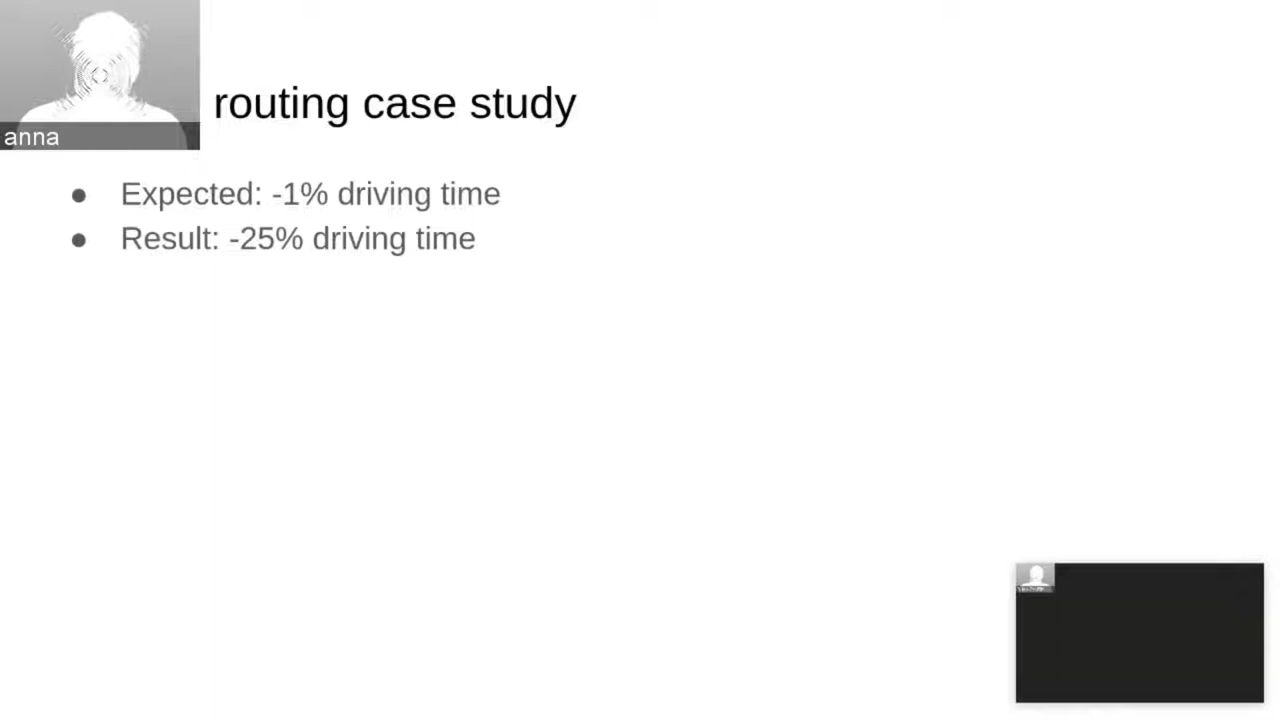 anna
routing case study
● Expected: -1% driving time
● Result: -25% driving time